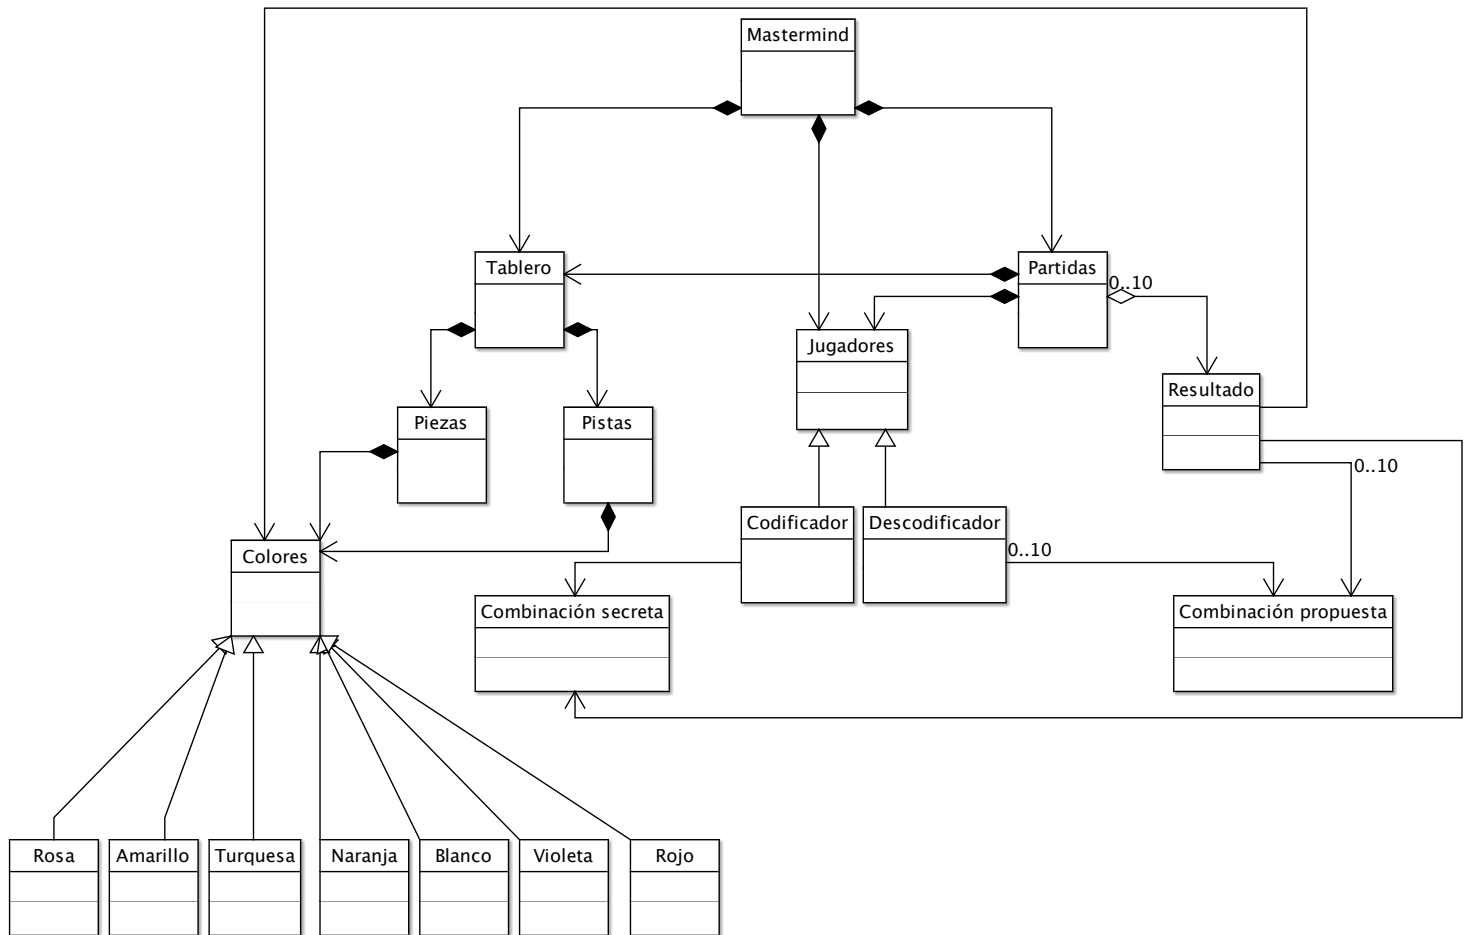 Mastermind
Tablero
Partidas
0..10
Jugadores
Resultado
Piezas
Pistas
0..10
Codificador
Descodificador
0..10
Colores
Combinación secreta
Combinación propuesta
Rosa
Amarillo
Turquesa
Naranja
Blanco
Violeta
Rojo